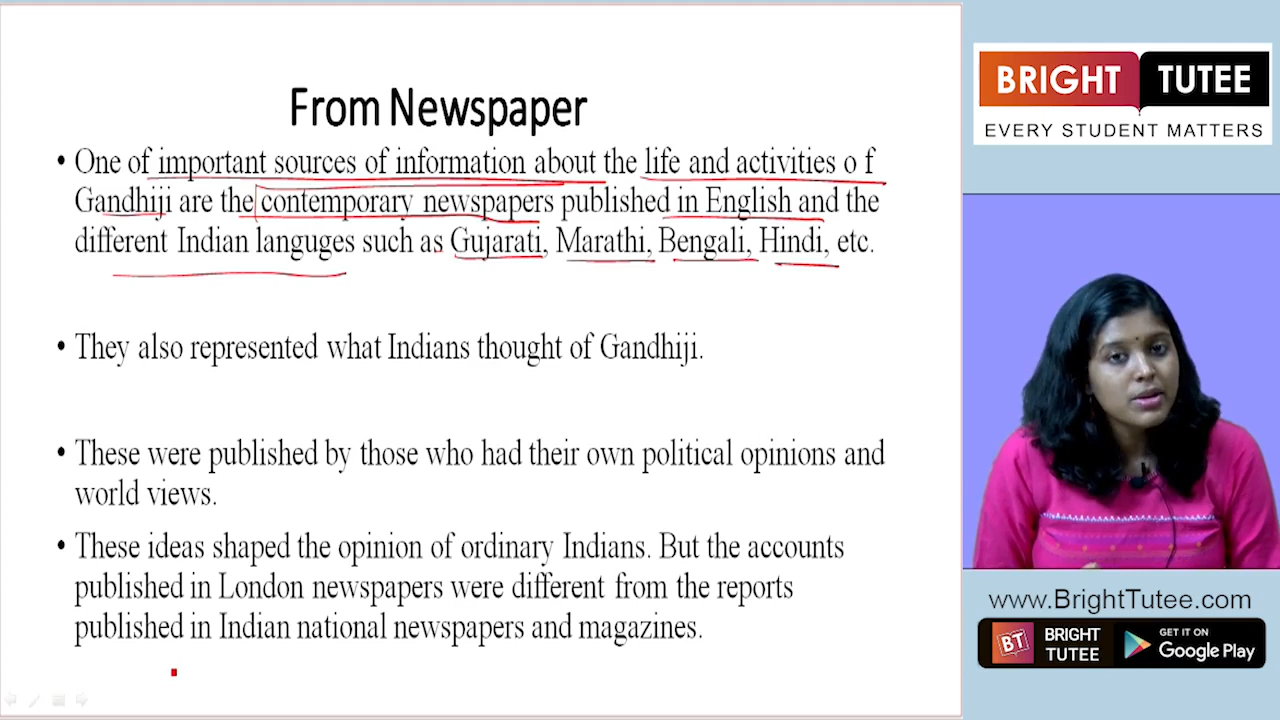 From Newspaper
• One of important sources of information about the life and activities o f
Gandhiji are the contemporary newspapers published in English and the
different Indian languges such as Gujarati, Marathi, Bengali, Hindi, etc.
• They also represented what Indians thought of Gandhiji.
• These were published by those who had their own political opinions and
world views.
• These ideas shaped the opinion of ordinary Indians. But the accounts
published in London newspapers were different from the reports
published in Indian national newspapers and magazines.
BRIGHT TUTEE
EVERY STUDENT MATTERS
www.BrightTutee.com
BT
BRIGHT
TUTEE
GET IT ON
Google Play